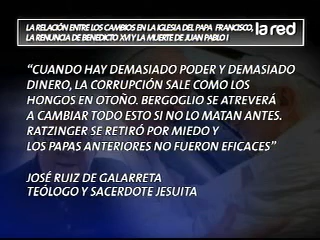 LA RELACIÓN ENTRE LOS CAMBIOS EN LA IGLESIA DEL PAPA FRANCISCO,
LA RENUNCIA DE BENEDICTO XVI Y LA MUERTE DE JUAN PABLO I
la red
“CUANDO HAY DEMASIADO PODER Y DEMASIADO
DINERO, LA CORRUPCIÓN SALE COMO LOS
HONGOS EN OTOÑO. BERGOGLIO SE ATREVERÁ
A CAMBIAR TODO ESTO SI NO LO MATAN ANTES.
RATZINGER SE RETIRÓ POR MIEDO Y
LOS PAPAS ANTERIORES NO FUERON EFICACES”
JOSÉ RUIZ DE GALARRETA
TEÓLOGO Y SACERDOTE JESUITA